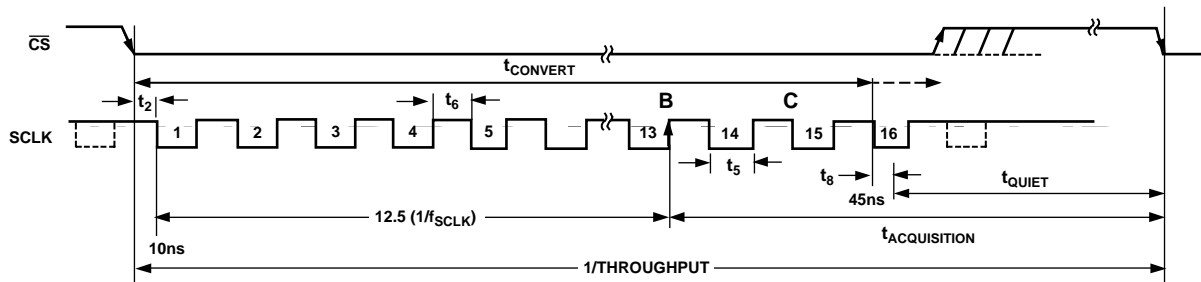 CS
tCONVERT
t2
t6
B
C
SCLK
1
2
3
4
5
13
14
15
16
t5
t8
tQUIET
45ns
12.5 (1/fSCLK)
tACQUISITION
10ns
1/THROUGHPUT